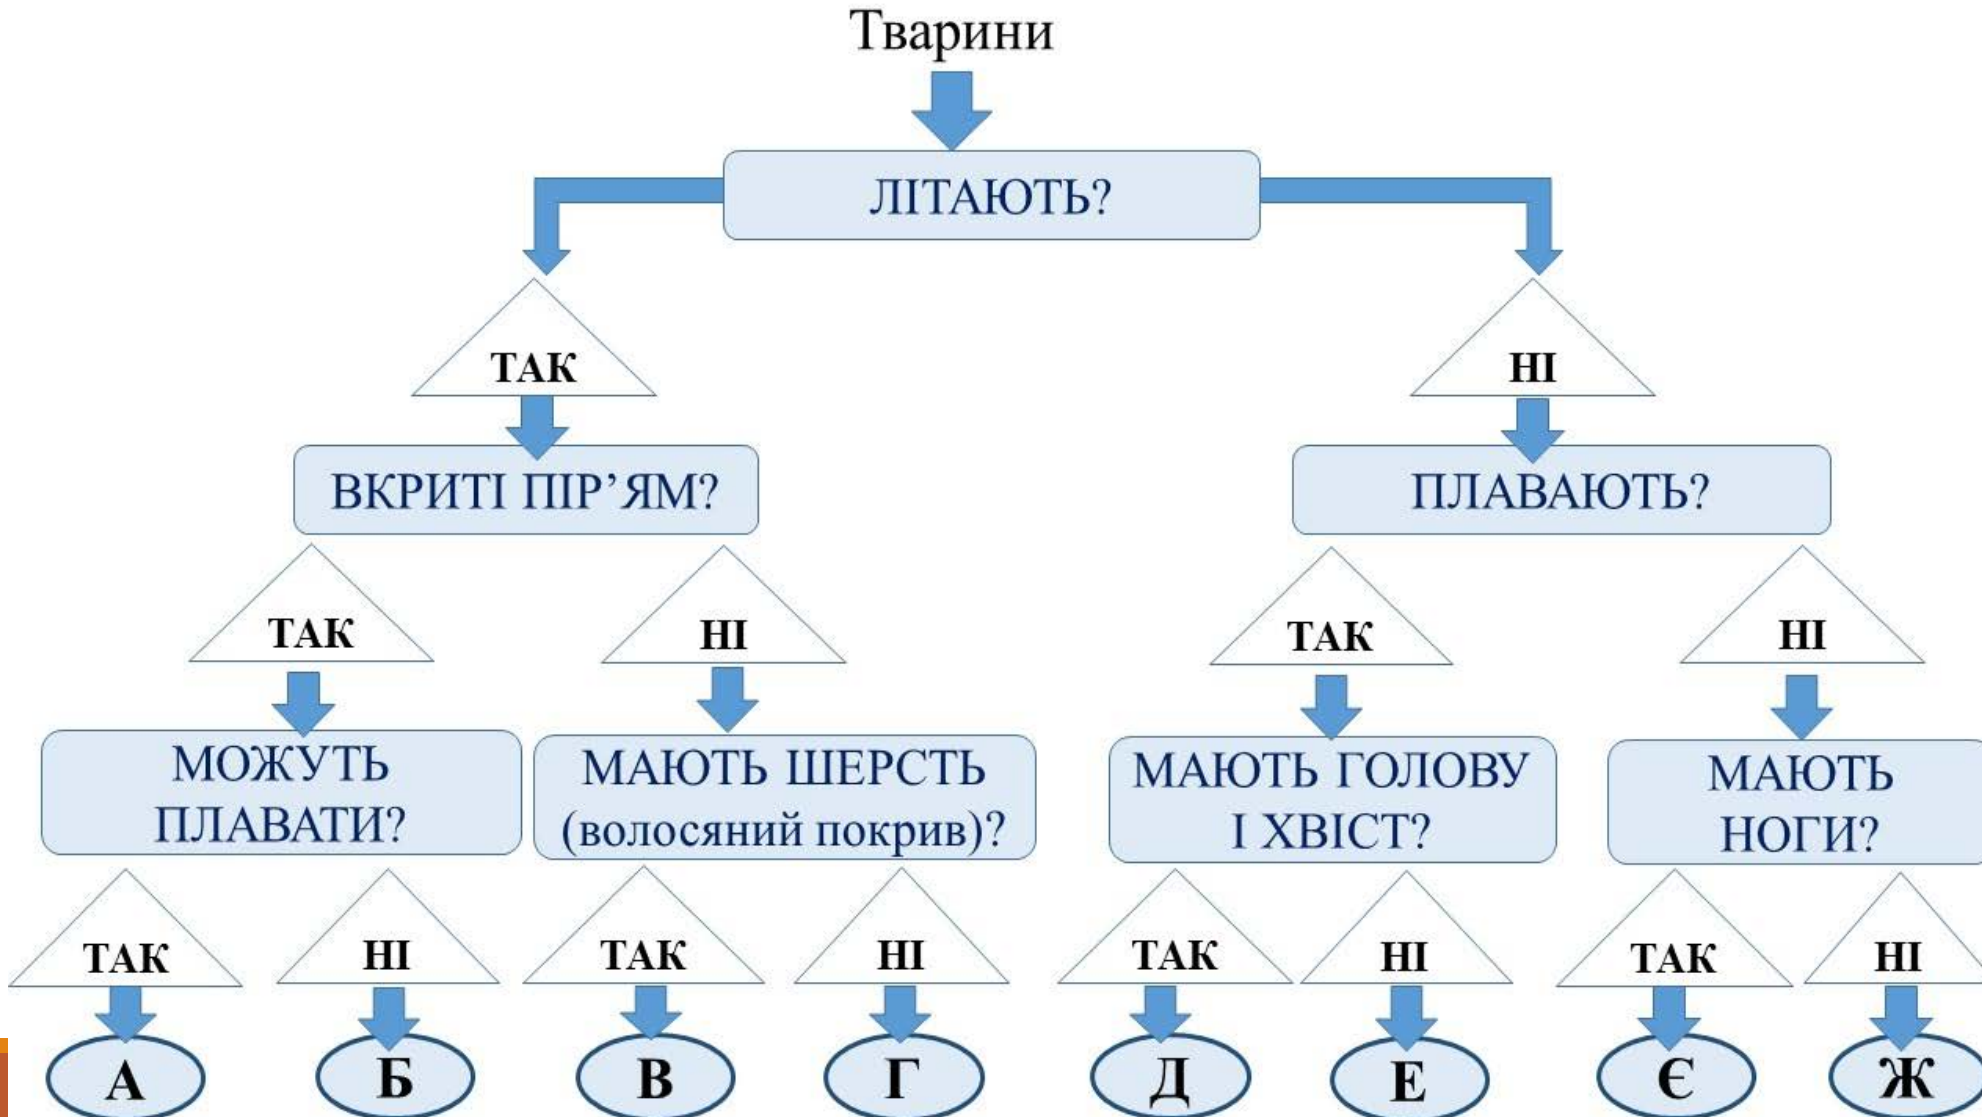 Тварини
ЛІТАЮТЬ?
ТАК
НІ
ВКРИТІ ПІР’ЯМ?
ПЛАВАЮТЬ?
ТАК
НІ
ТАК
НІ
МОЖУТЬ
ПЛАВАТИ?
МАЮТЬ ШЕРСТЬ
(волосяний покрив)?
МАЮТЬ ГОЛОВУ
І ХВІСТ?
МАЮТЬ
НОГИ?
ТАК
НІ
ТАК
НІ
ТАК
НІ
ТАК
НІ
А
Б
В
Г
Д
Е
Є
Ж